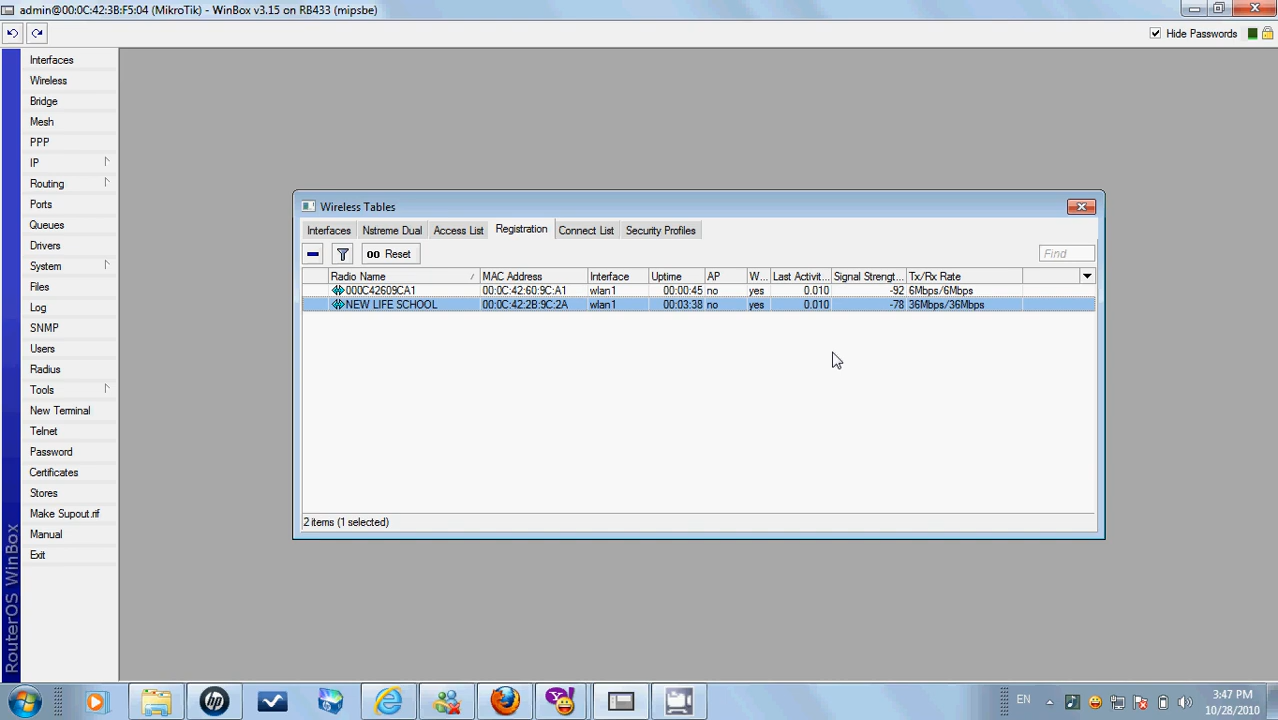 admin@00:0C:42:3B:F5:04 (MikroTik) - WinBox v3.15 on RB433 (mipsbe)
Hide Passwords
Interfaces
Wireless
Bridge
Mesh
PPP
IP
Routing
Ports
Queues
Drivers
System
Files
Log
SNMP
Users
Radius
Tools
New Terminal
Telnet
Password
Certificates
Stores
Make Supout.rif
Manual
Exit
RouterOS WinBox
Wireless Tables
Interfaces Nstreme Dual Access List Registration Connect List Security Profiles
00 Reset Find
Radio Name / MAC Address Interface Uptime AP W... Last Activit... Signal Strengt... Tx/Rx Rate
000C42609CA1 00:0C:42:60:9C:A1 wlan1 00:00:45 no yes 0.010 -92 6Mbps/6Mbps
NEW LIFE SCHOOL 00:0C:42:2B:9C:2A wlan1 00:03:38 no yes 0.010 -78 36Mbps/36Mbps
2 items (1 selected)
hp
EN
3:47 PM
10/28/2010